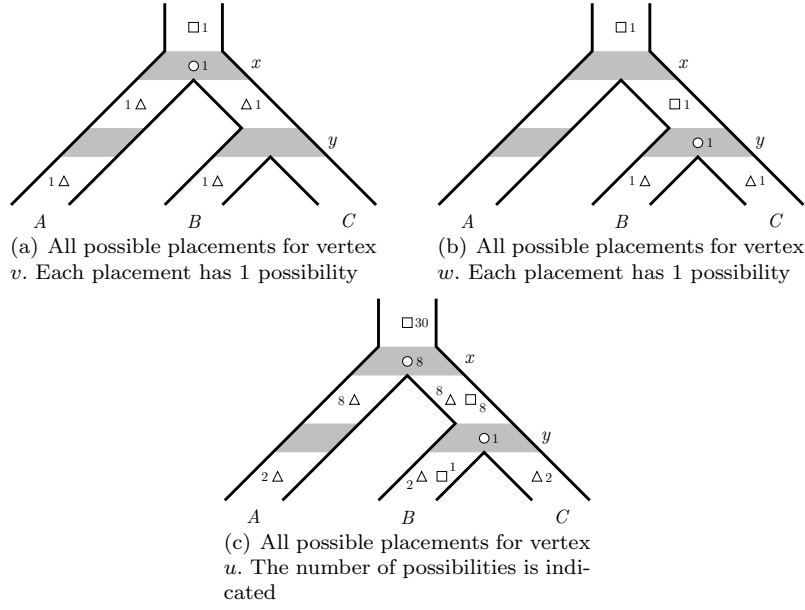 □1
○1
x
1△
△1
y
1△
1△
A
B
C
(a) All possible placements for vertex
v. Each placement has 1 possibility
□1
x
□1
○1
y
1△
△1
A
B
C
(b) All possible placements for vertex
w. Each placement has 1 possibility
□30
○8
x
8△
8△
□8
○1
y
2△
2△
□1
△2
A
B
C
(c) All possible placements for vertex
u. The number of possibilities is indi-
cated